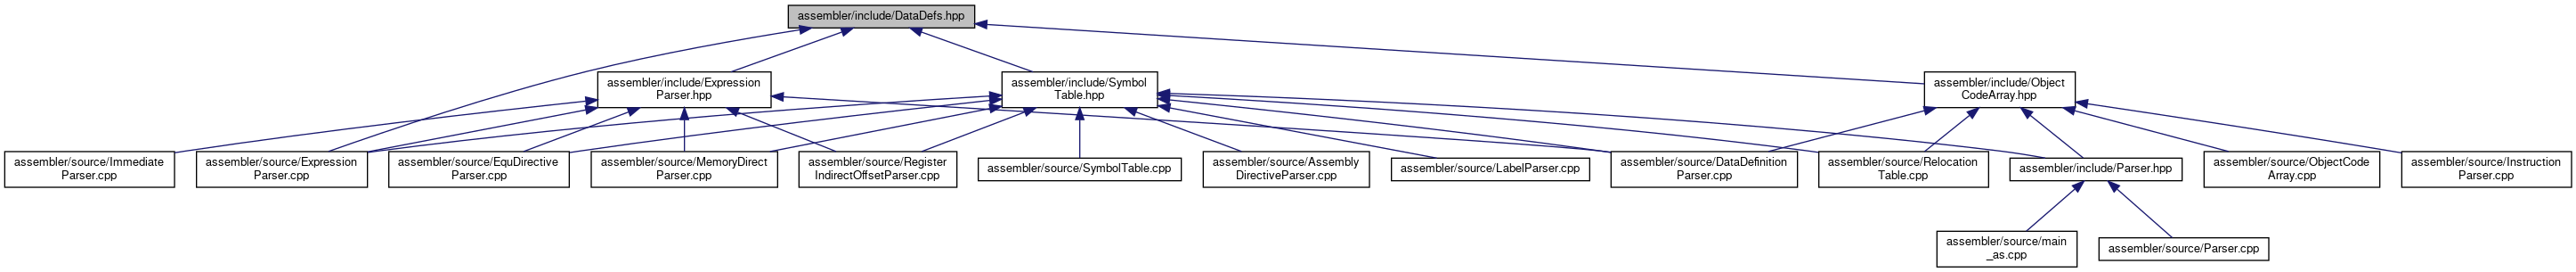 assembler/include/DataDefs.hpp
assembler/include/Expression
Parser.hpp
assembler/include/Symbol
Table.hpp
assembler/include/Object
CodeArray.hpp
assembler/source/Immediate
Parser.cpp
assembler/source/Expression
Parser.cpp
assembler/source/EquDirective
Parser.cpp
assembler/source/MemoryDirect
Parser.cpp
assembler/source/Register
IndirectOffsetParser.cpp
assembler/source/SymbolTable.cpp
assembler/source/Assembly
DirectiveParser.cpp
assembler/source/LabelParser.cpp
assembler/source/DataDefinition
Parser.cpp
assembler/source/Relocation
Table.cpp
assembler/include/Parser.hpp
assembler/source/ObjectCode
Array.cpp
assembler/source/Instruction
Parser.cpp
assembler/source/main
_as.cpp
assembler/source/Parser.cpp